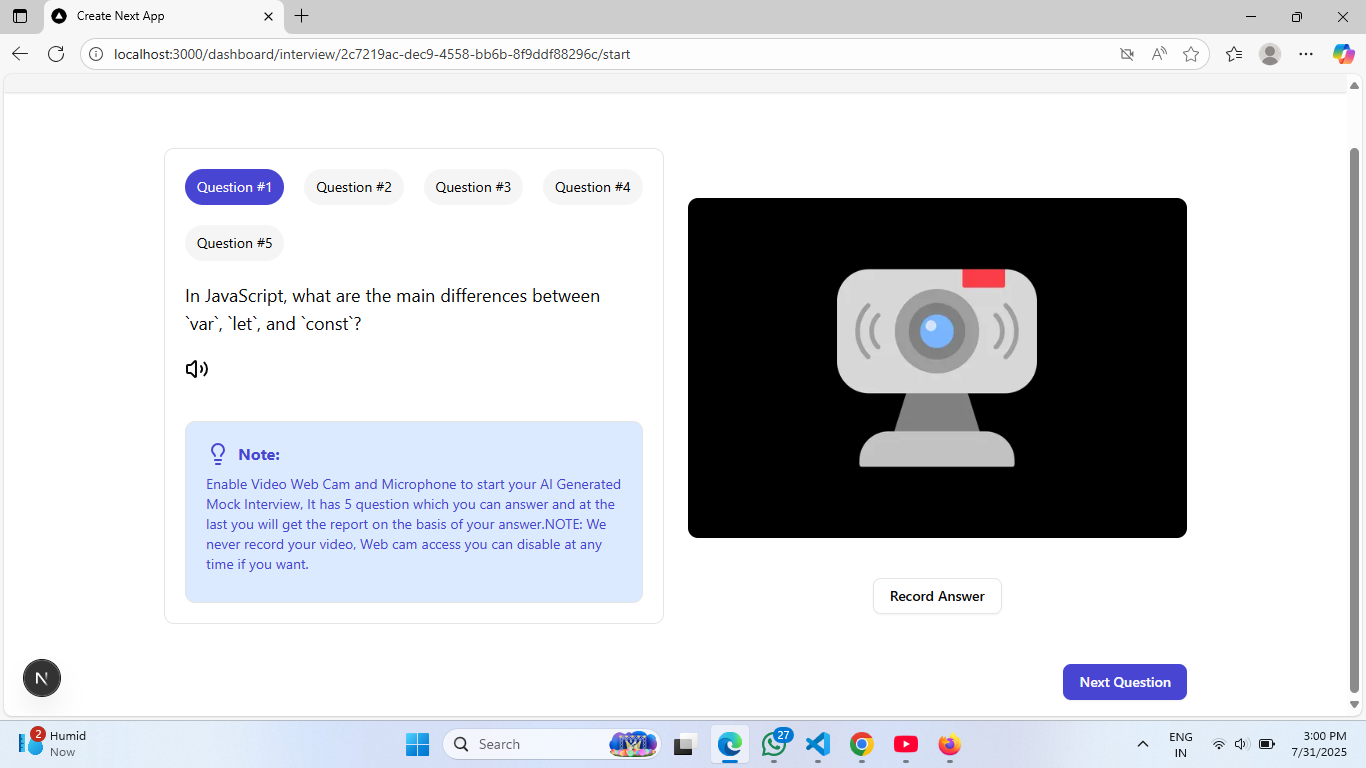 Create Next App
localhost:3000/dashboard/interview/2c7219ac-dec9-4558-bb6b-8f9ddf88296c/start
Question #1
Question #2
Question #3
Question #4
Question #5
In JavaScript, what are the main differences between
`var`, `let`, and `const`?
Note:
Enable Video Web Cam and Microphone to start your AI Generated
Mock Interview, It has 5 question which you can answer and at the
last you will get the report on the basis of your answer.NOTE: We
never record your video, Web cam access you can disable at any
time if you want.
Record Answer
Next Question
N
2
Humid
Now
Search
27
ENG
IN
3:00 PM
7/31/2025